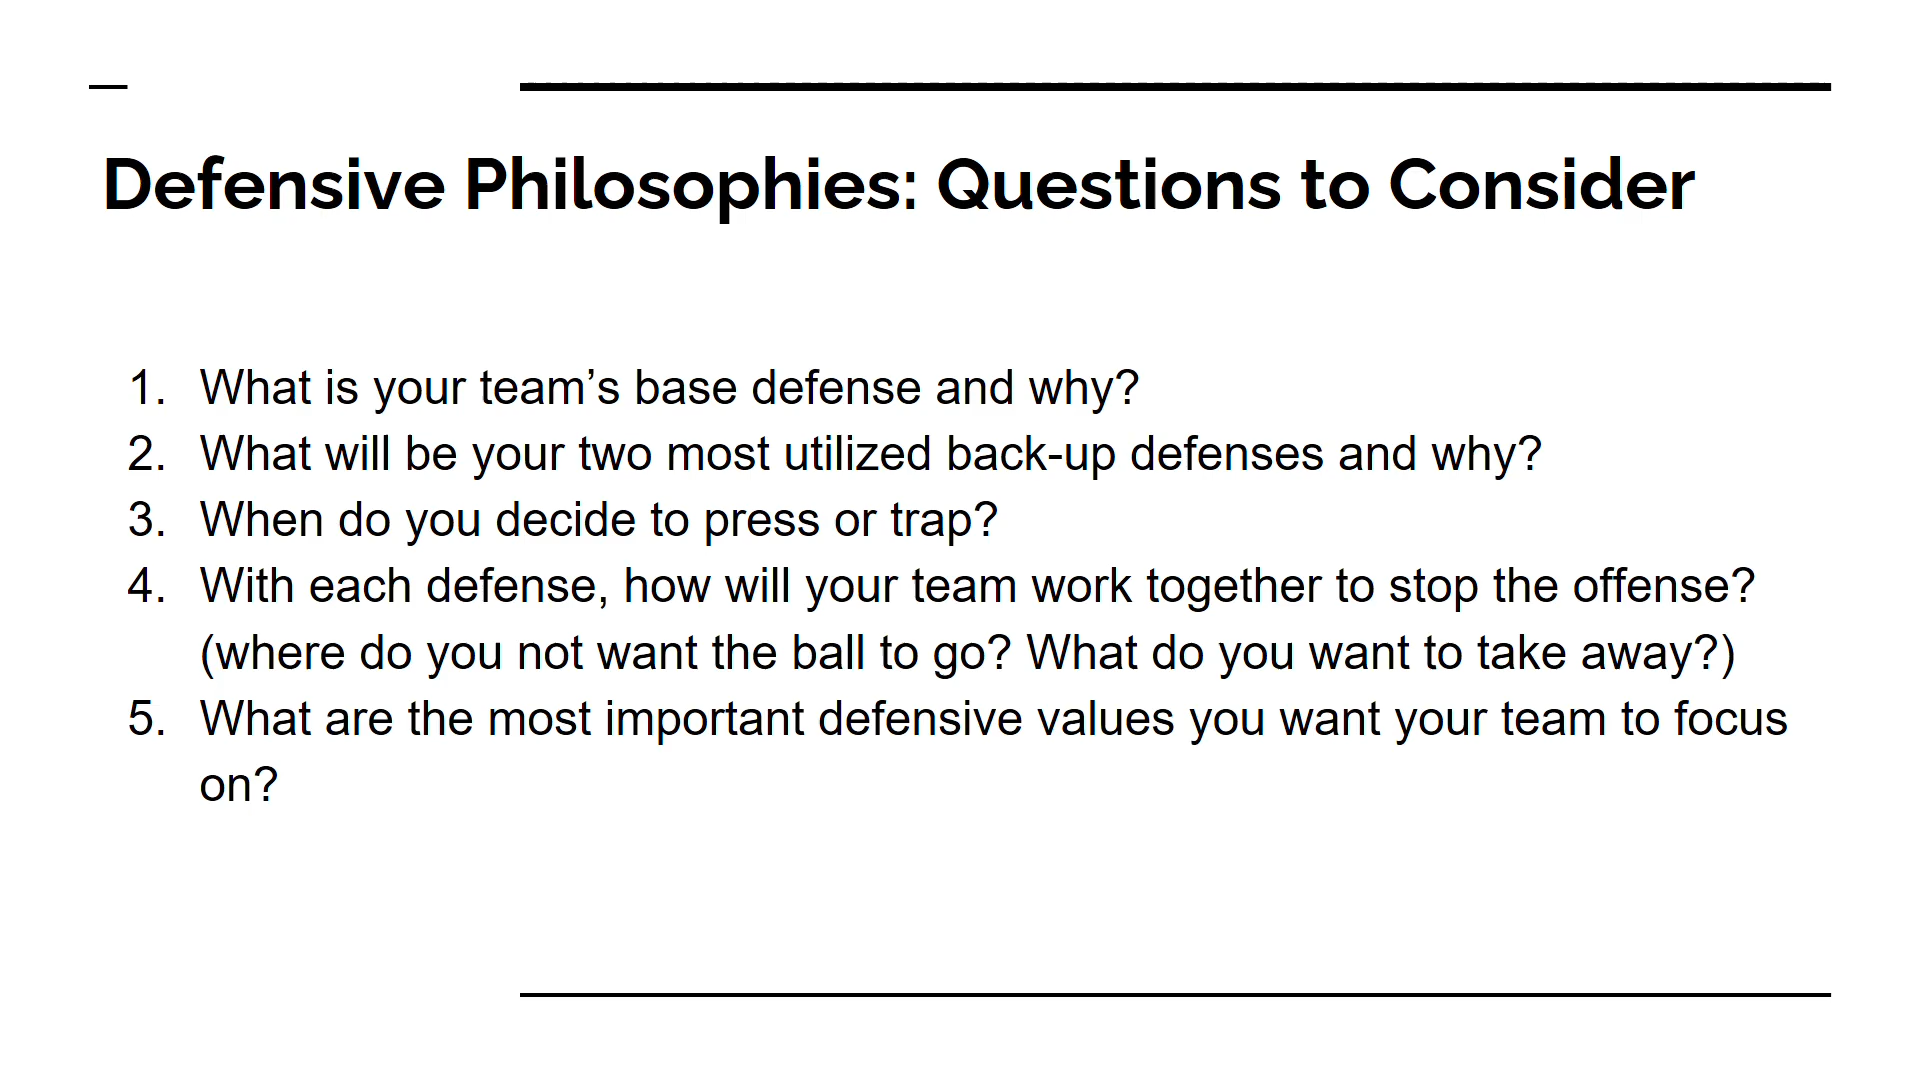 Defensive Philosophies: Questions to Consider
1. What is your team’s base defense and why?
2. What will be your two most utilized back-up defenses and why?
3. When do you decide to press or trap?
4. With each defense, how will your team work together to stop the offense?
(where do you not want the ball to go? What do you want to take away?)
5. What are the most important defensive values you want your team to focus
on?